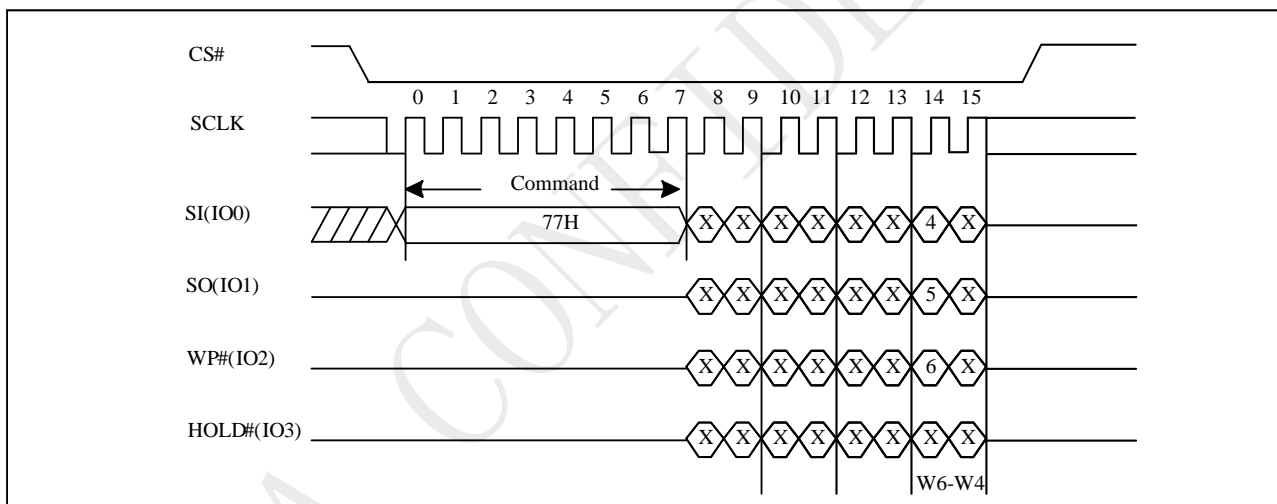 CS#
0 1 2 3 4 5 6 7 8 9 10 11 12 13 14 15
SCLK
Command
SI(IO0) 77H X X X X X X 4 X
SO(IO1) X X X X X X 5 X
WP#(IO2) X X X X X X 6 X
HOLD#(IO3) X X X X X X X X
W6-W4
A CONFIDE